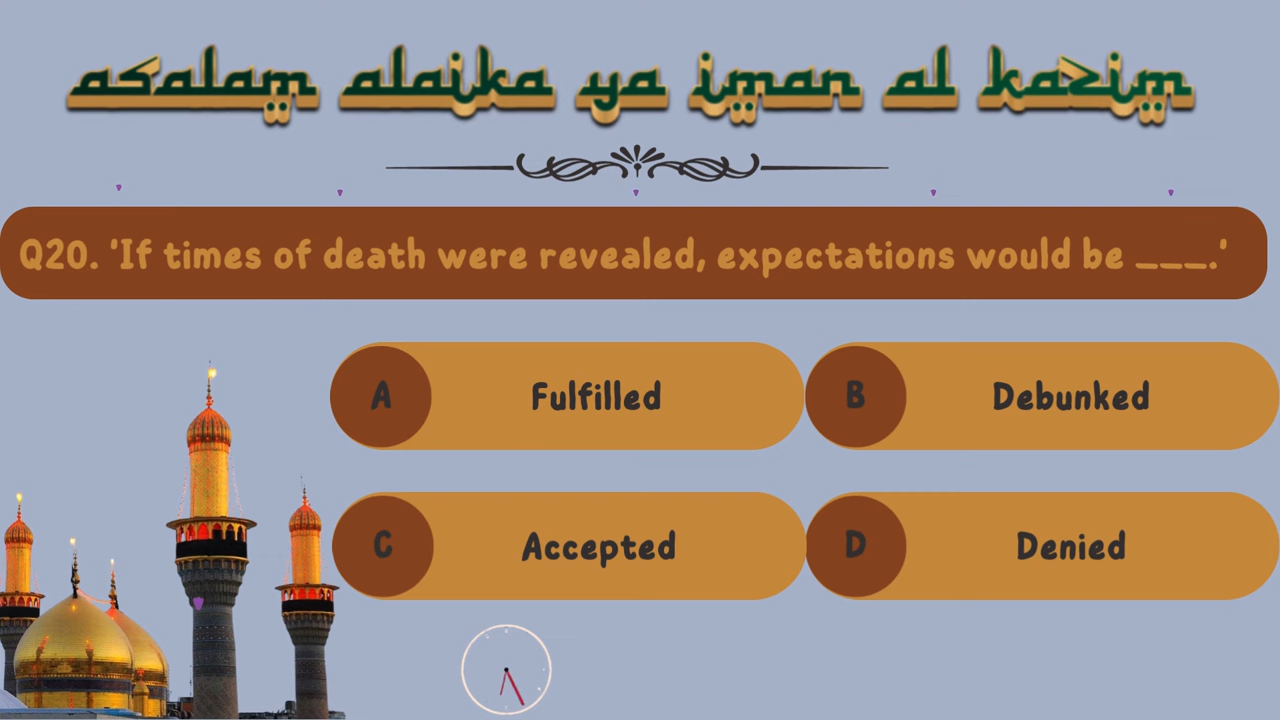 asalam alaika ya iman al kazim
Q20. 'If times of death were revealed, expectations would be ___.'
A Fulfilled
B Debunked
C Accepted
D Denied